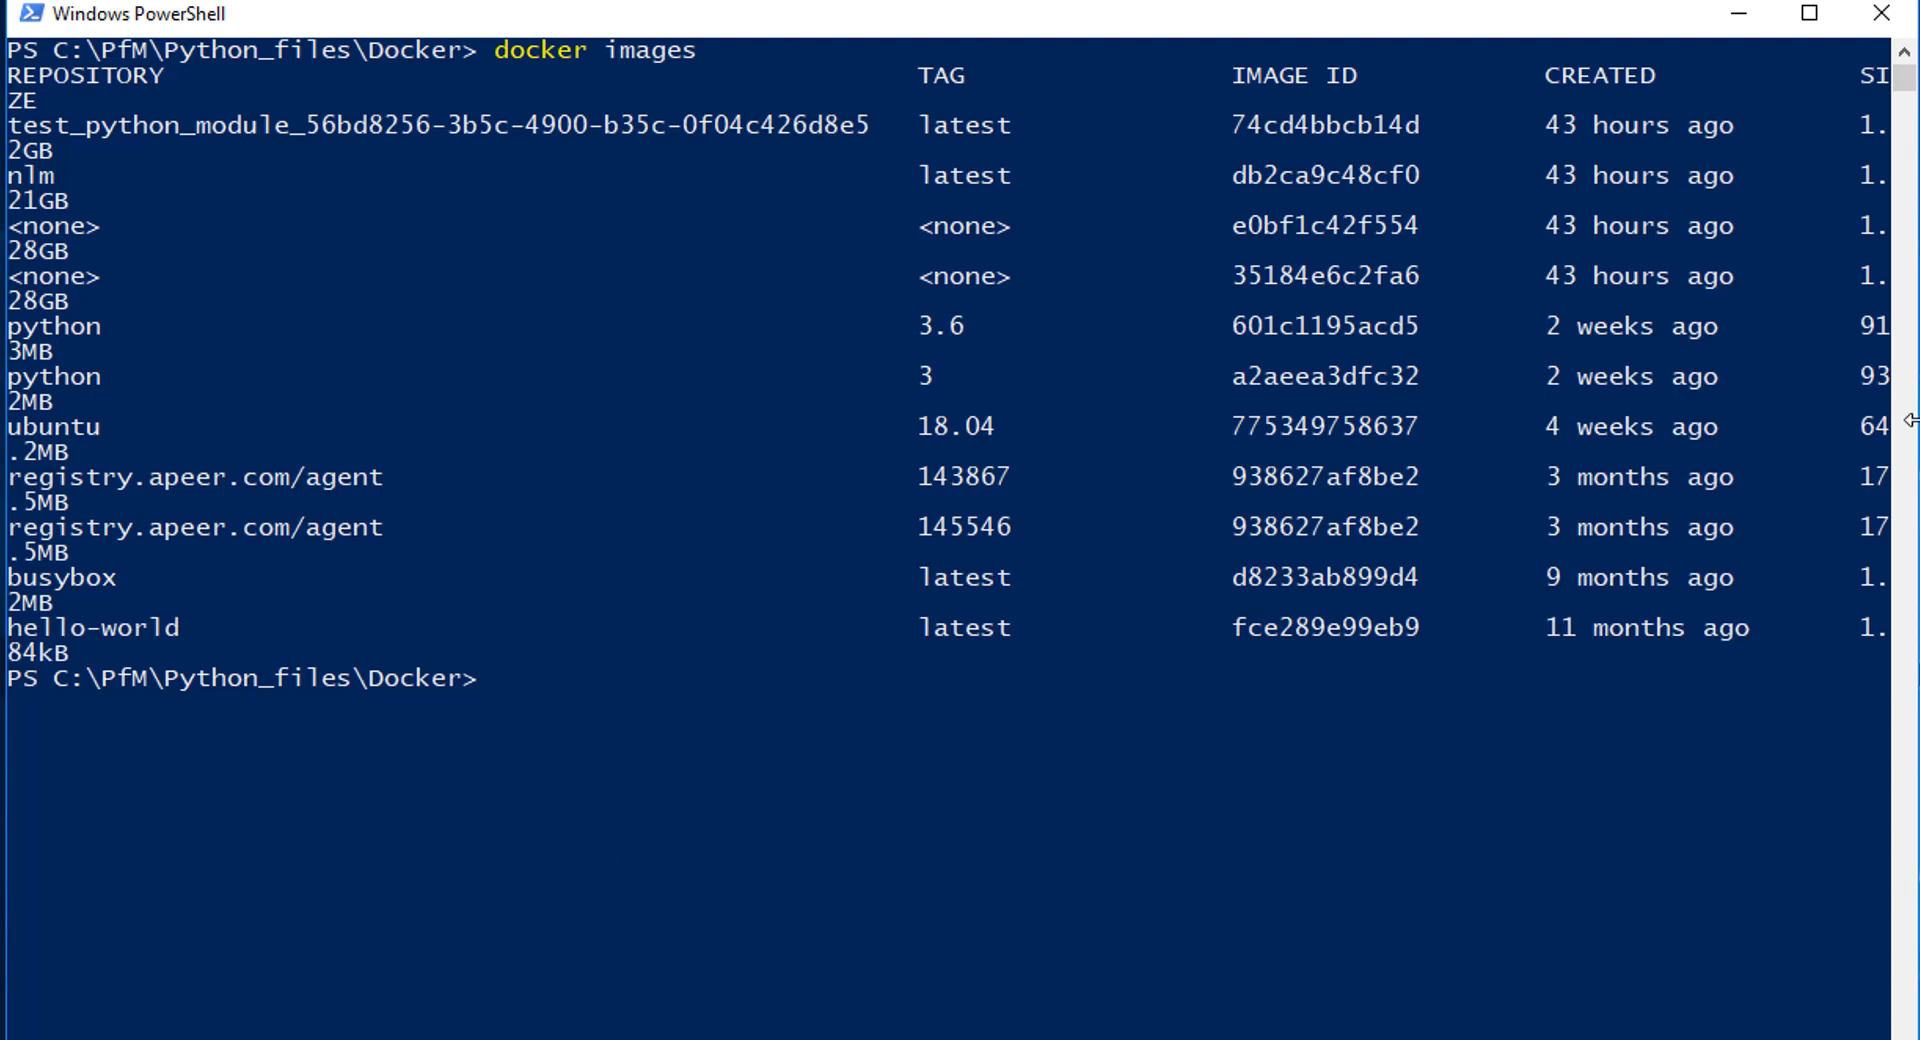 Windows PowerShell
PS C:\PfM\Python_files\Docker> docker images
REPOSITORY TAG IMAGE ID CREATED SI
ZE
test_python_module_56bd8256-3b5c-4900-b35c-0f04c426d8e5 latest 74cd4bbcb14d 43 hours ago 1.
2GB
nlm latest db2ca9c48cf0 43 hours ago 1.
21GB
<none> <none> e0bf1c42f554 43 hours ago 1.
28GB
<none> <none> 35184e6c2fa6 43 hours ago 1.
28GB
python 3.6 601c1195acd5 2 weeks ago 91
3MB
python 3 a2aeea3dfc32 2 weeks ago 93
2MB
ubuntu 18.04 775349758637 4 weeks ago 64
.2MB
registry.apeer.com/agent 143867 938627af8be2 3 months ago 17
.5MB
registry.apeer.com/agent 145546 938627af8be2 3 months ago 17
.5MB
busybox latest d8233ab899d4 9 months ago 1.
2MB
hello-world latest fce289e99eb9 11 months ago 1.
84kB
PS C:\PfM\Python_files\Docker>